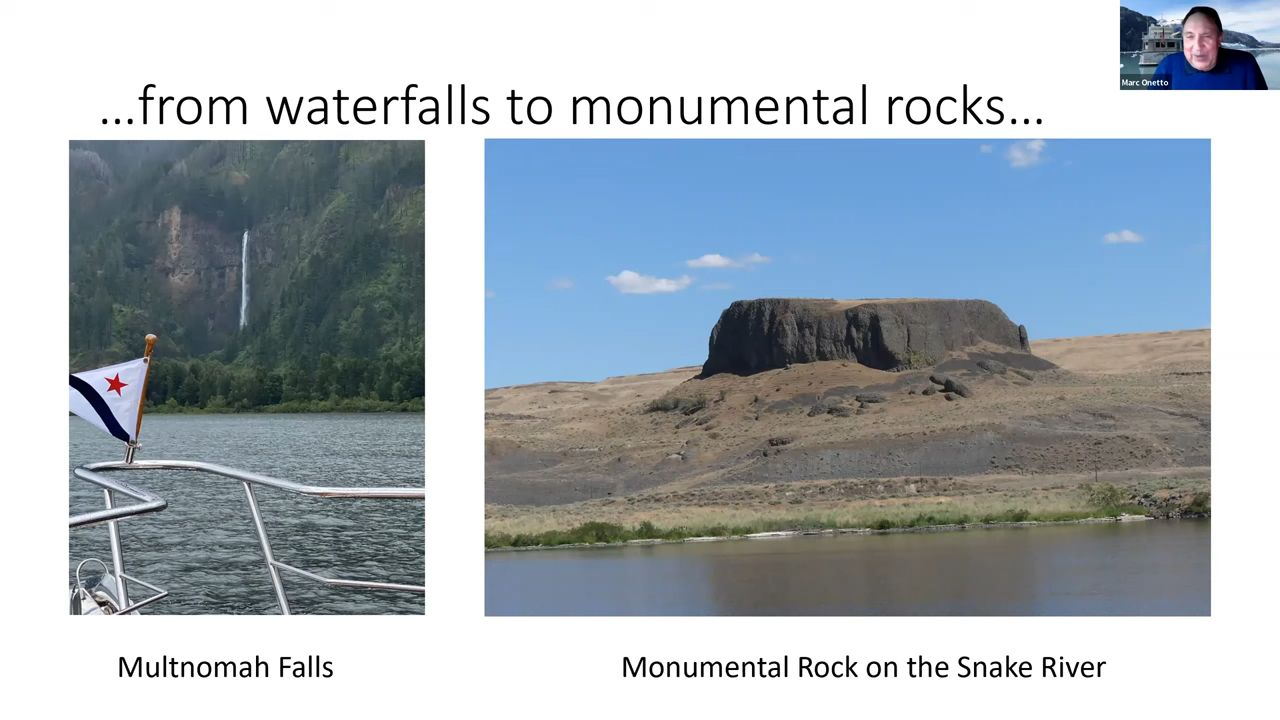 ...from waterfalls to monumental rocks...
Marc Onetto
Multnomah Falls
Monumental Rock on the Snake River